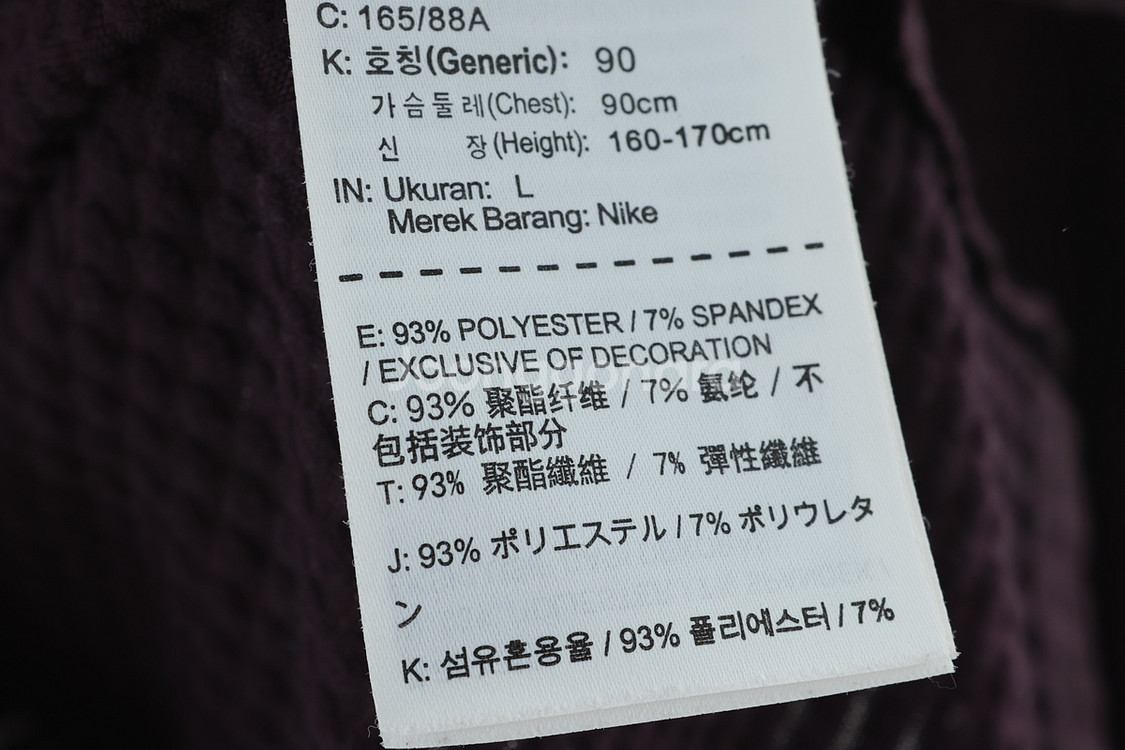 C: 165/88A
K: 호칭(Generic): 90
가슴둘레(Chest): 90cm
신 장(Height): 160-170cm
IN: Ukuran: L
Merek Barang: Nike
E: 93% POLYESTER / 7% SPANDEX
/ EXCLUSIVE OF DECORATION
C: 93% 聚酯纤维 / 7% 氨纶 / 不
包括装饰部分
T: 93% 聚酯纖維 / 7% 彈性纖維
J: 93% ポリエステル / 7% ポリウレタ
ン
K: 섬유혼용율 / 93% 폴리에스터 / 7%